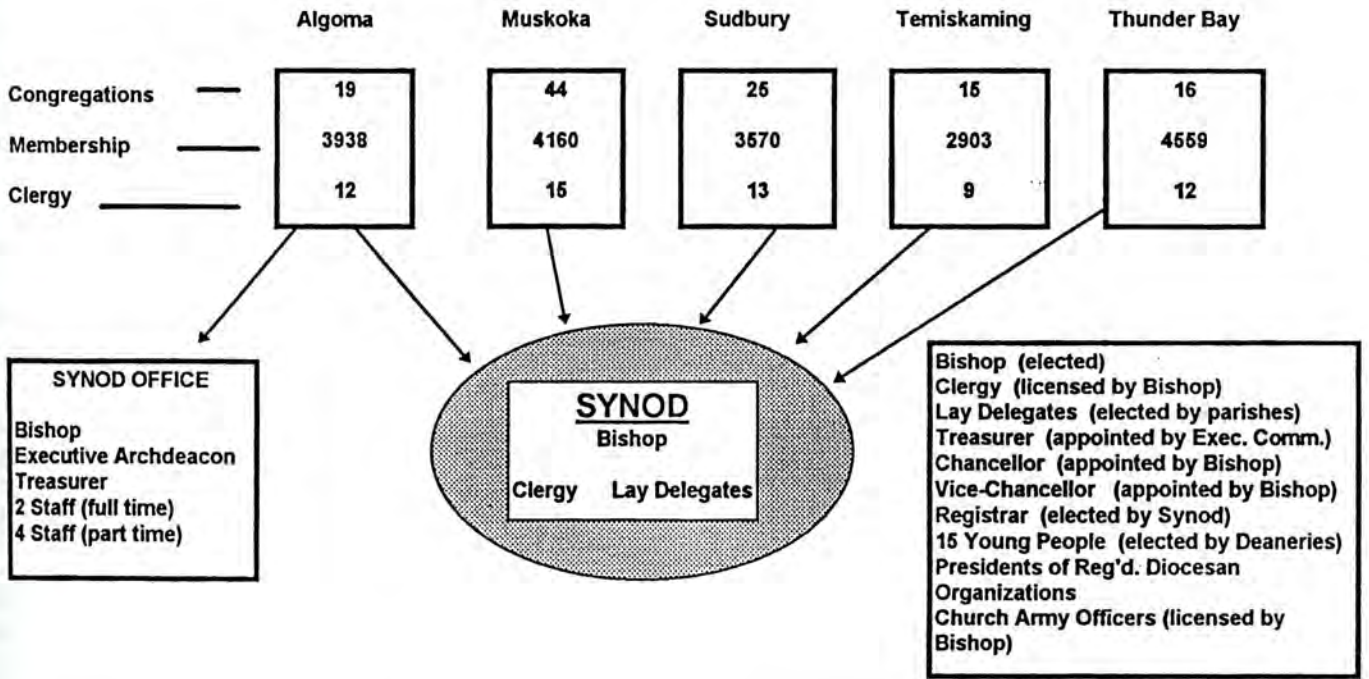 Algoma Muskoka Sudbury Temiskaming Thunder Bay
Congregations 19 44 25 15 16
Membership 3938 4160 3570 2903 4559
Clergy 12 15 13 9 12
SYNOD OFFICE
Bishop
Executive Archdeacon
Treasurer
2 Staff (full time)
4 Staff (part time)
SYNOD
Bishop
Clergy Lay Delegates
Bishop (elected)
Clergy (licensed by Bishop)
Lay Delegates (elected by parishes)
Treasurer (appointed by Exec. Comm.)
Chancellor (appointed by Bishop)
Vice-Chancellor (appointed by Bishop)
Registrar (elected by Synod)
15 Young People (elected by Deaneries)
Presidents of Reg'd. Diocesan
Organizations
Church Army Officers (licensed by
Bishop)